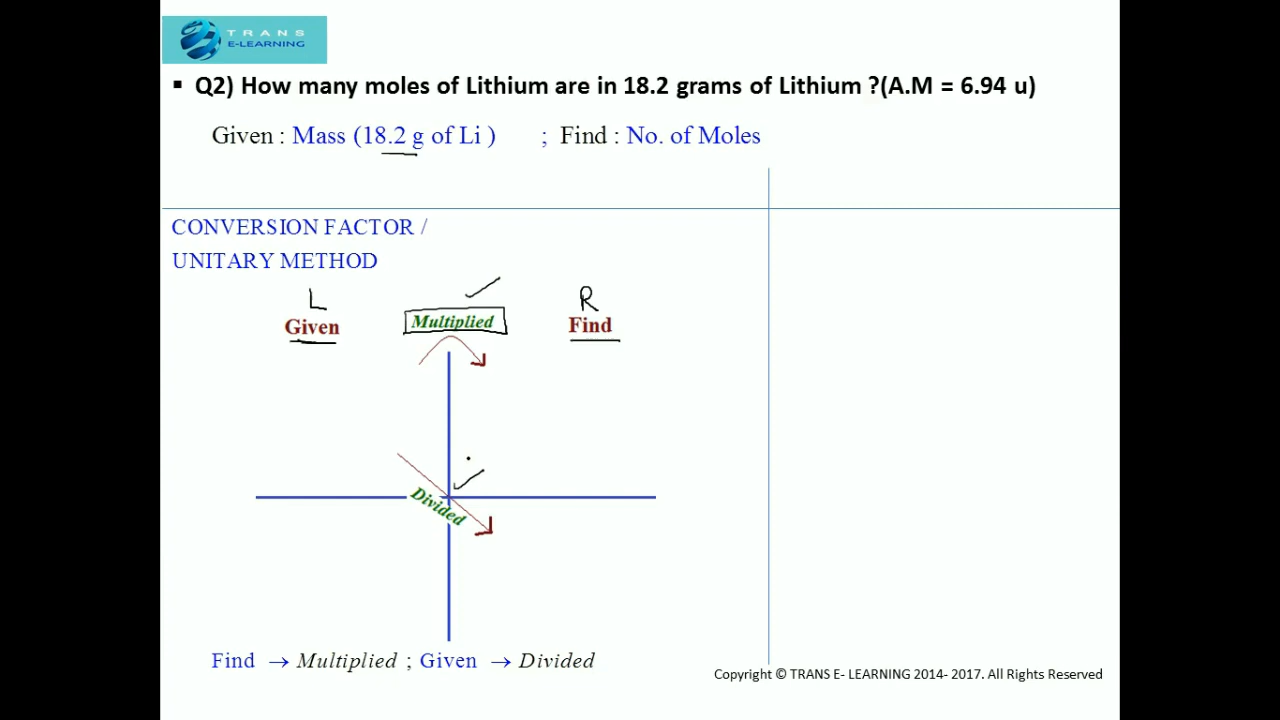 TRANS
E-LEARNING
▪ Q2) How many moles of Lithium are in 18.2 grams of Lithium ?(A.M = 6.94 u)
Given : Mass (18.2 g of Li ) ; Find : No. of Moles
CONVERSION FACTOR /
UNITARY METHOD
L R
Given Multiplied Find
Divided
Find → Multiplied ; Given → Divided
Copyright © TRANS E- LEARNING 2014- 2017. All Rights Reserved